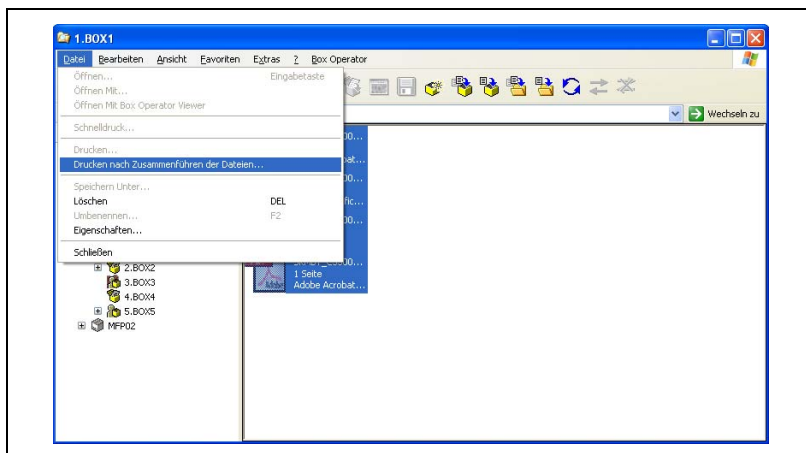 1.BOX1
Datei Bearbeiten Ansicht Favoriten Extras ? Box Operator
Öffnen... Eingabetaste
Öffnen Mit...
Öffnen Mit Box Operator Viewer
Wechseln zu
Schnelldruck...
Drucken...
Drucken nach Zusammenführen der Dateien...
Speichern Unter...
Löschen DEL
Umbenennen... F2
Eigenschaften...
Schließen
1 Seite
Adobe Acrobat...
2.BOX2
3.BOX3
4.BOX4
5.BOX5
MFP02